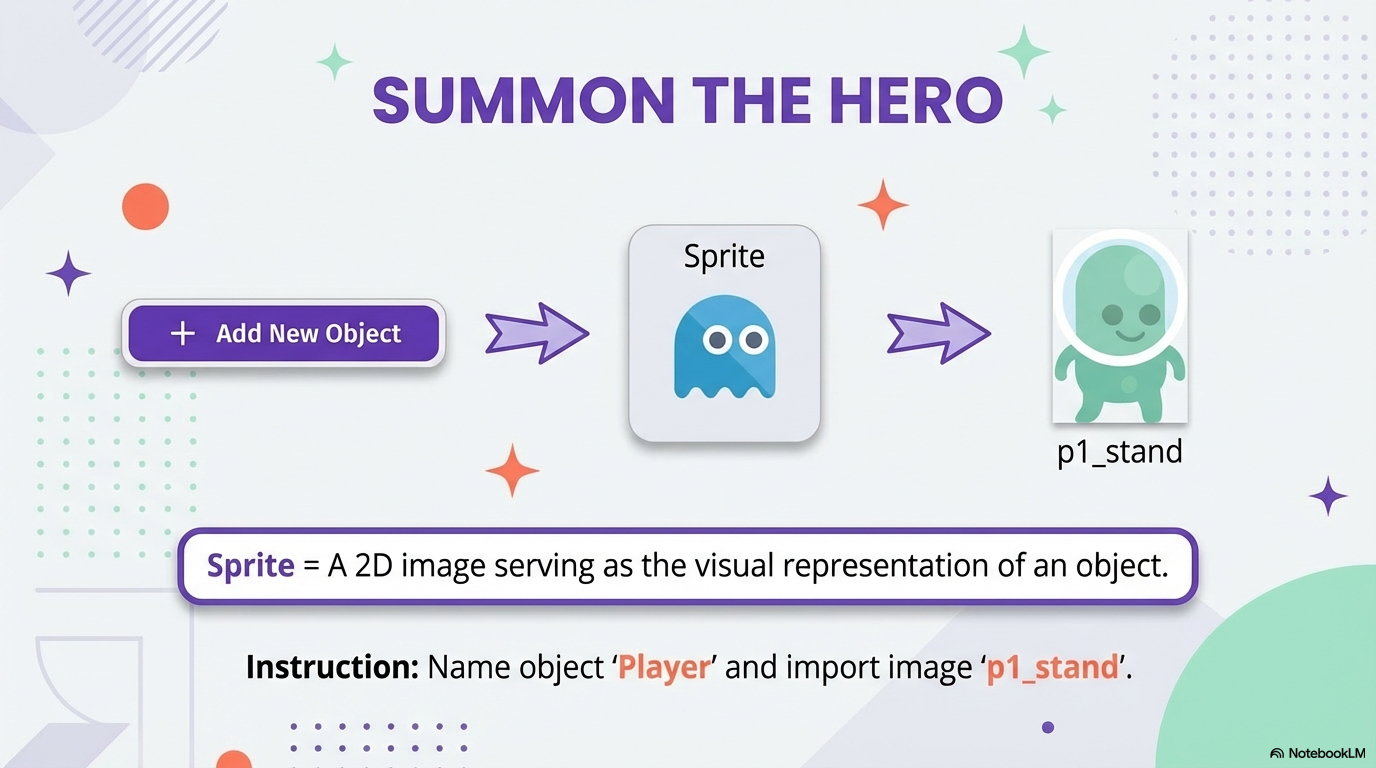 SUMMON THE HERO
Sprite
+ Add New Object
p1_stand
Sprite = A 2D image serving as the visual representation of an object.
Instruction: Name object ‘Player’ and import image ‘p1_stand’.
NotebookLM